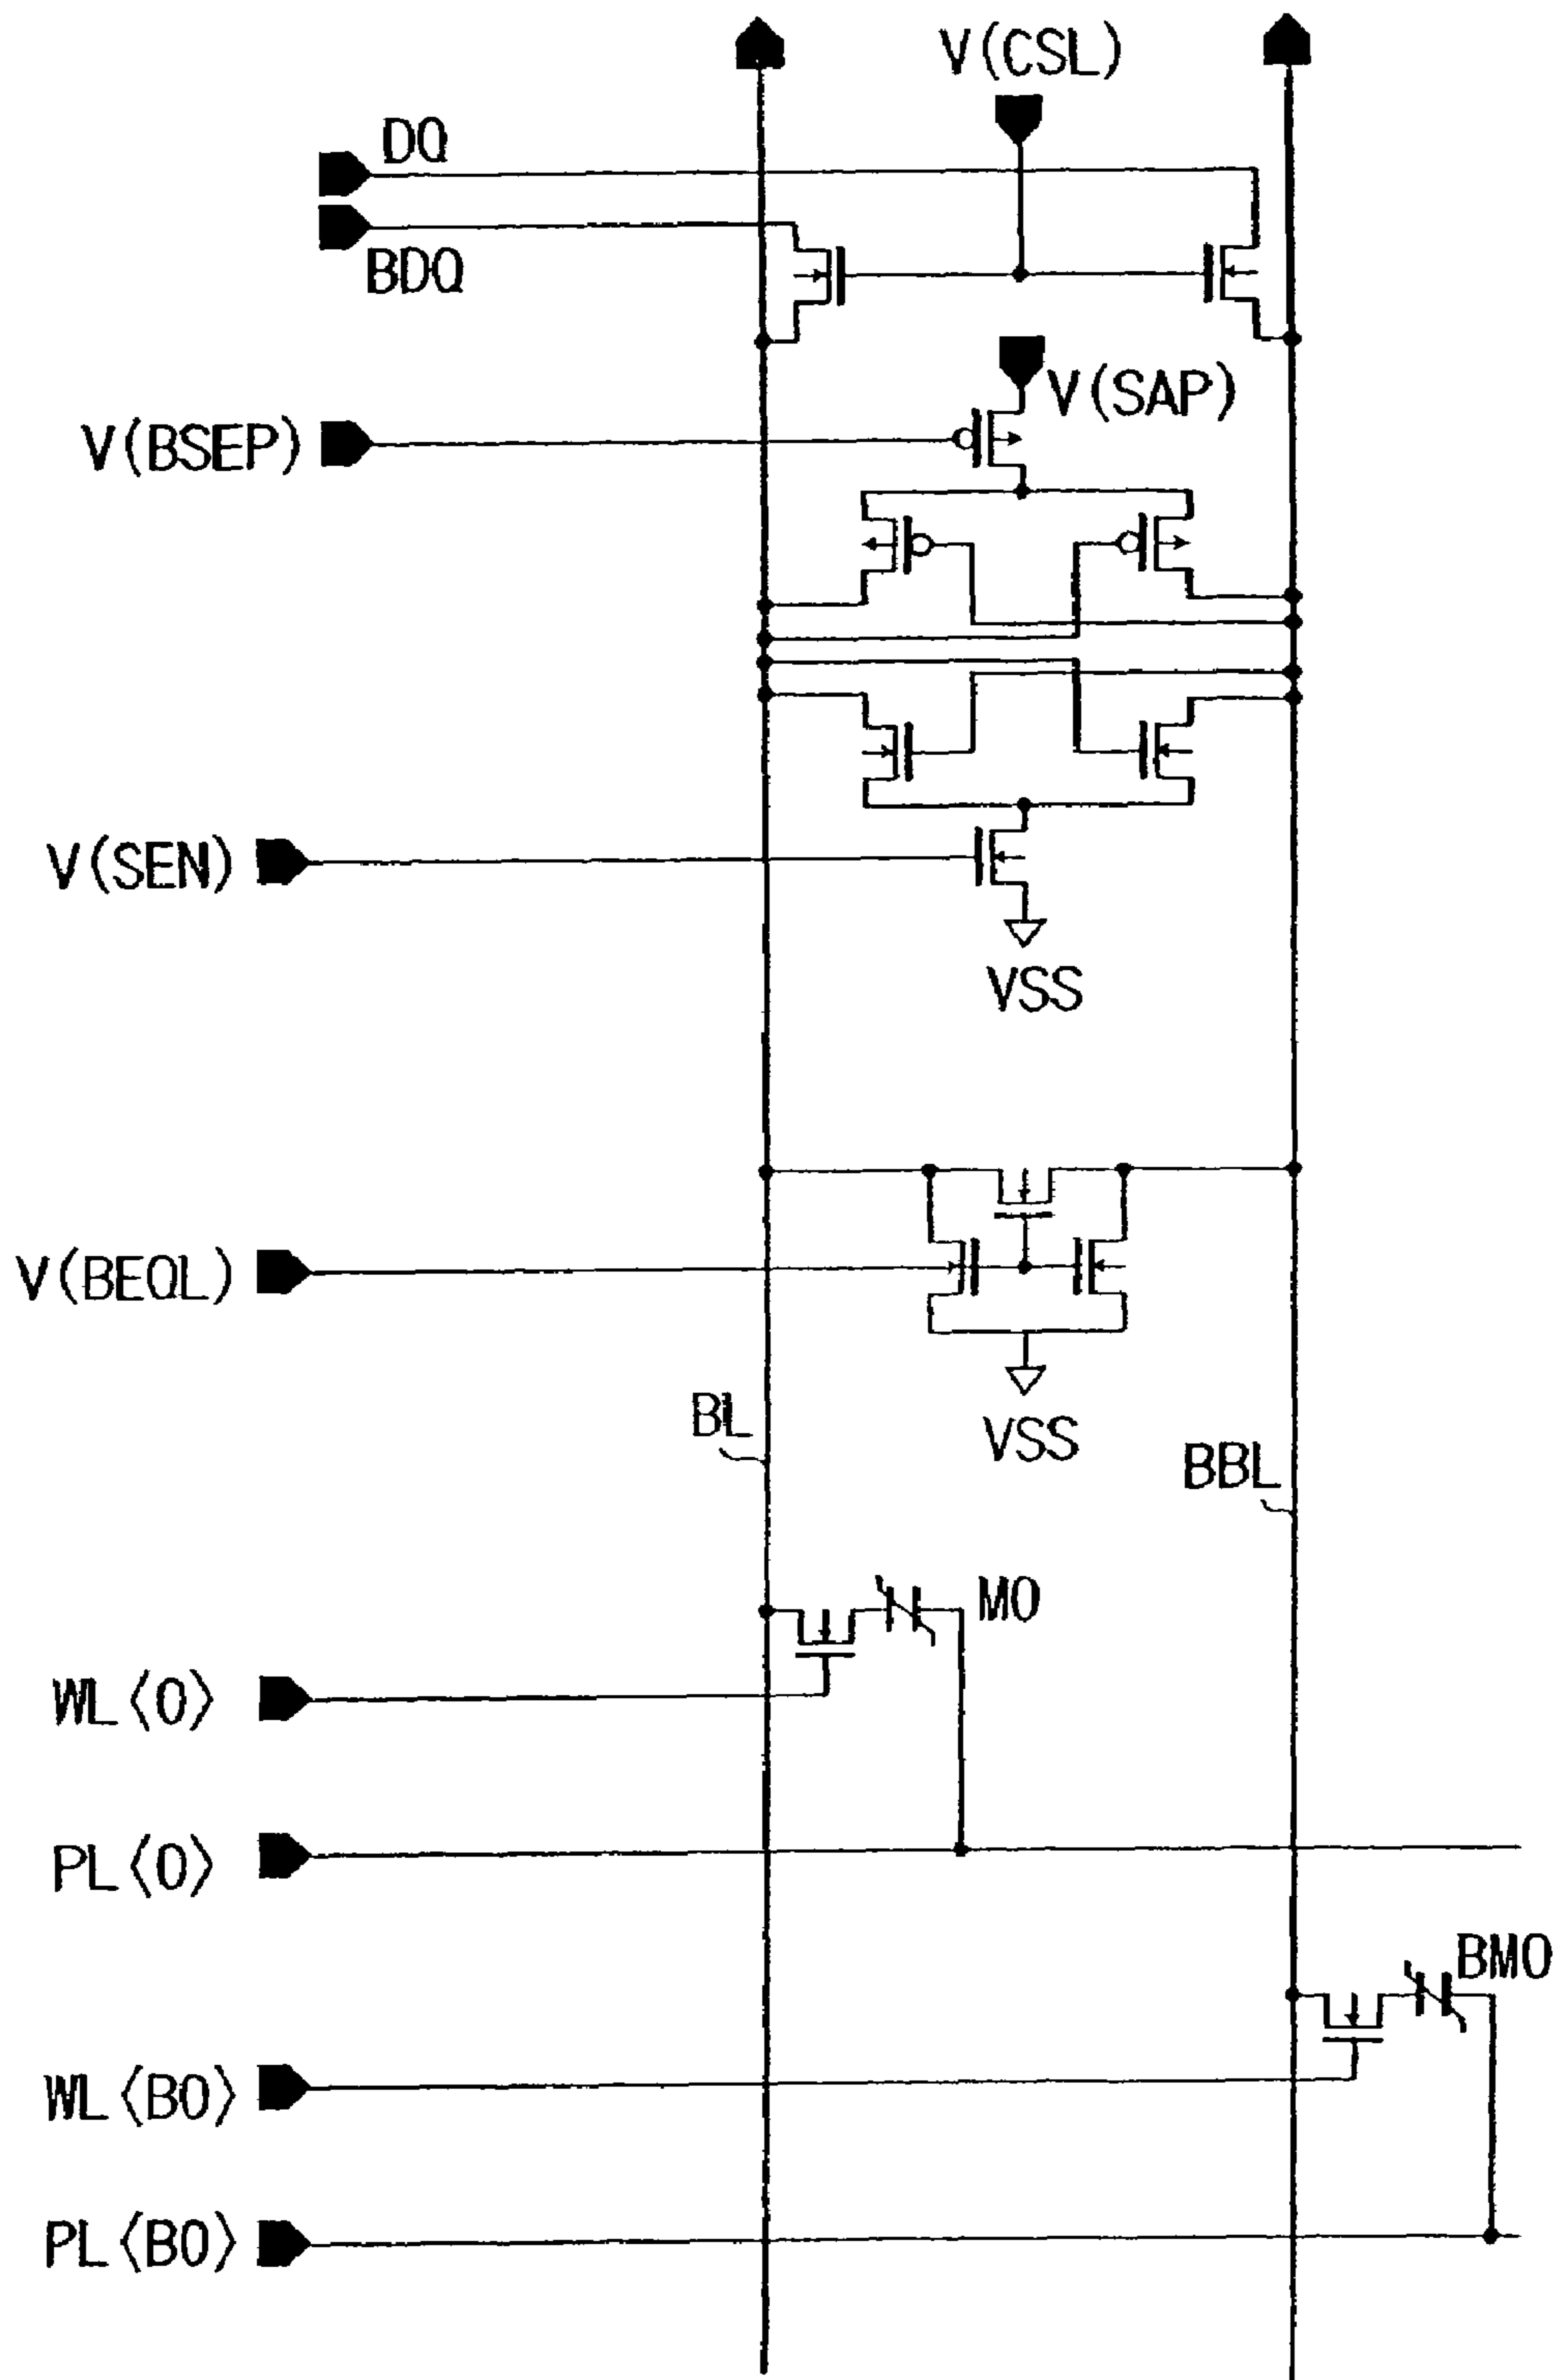 V(CSL)
DQ
BDQ
V(SAP)
V(BSEP)
V(SEN)
VSS
V(BEQL)
BL
VSS
BBL
M0
WL〈0〉
PL〈0〉
BM0
WL〈B0〉
PL〈B0〉